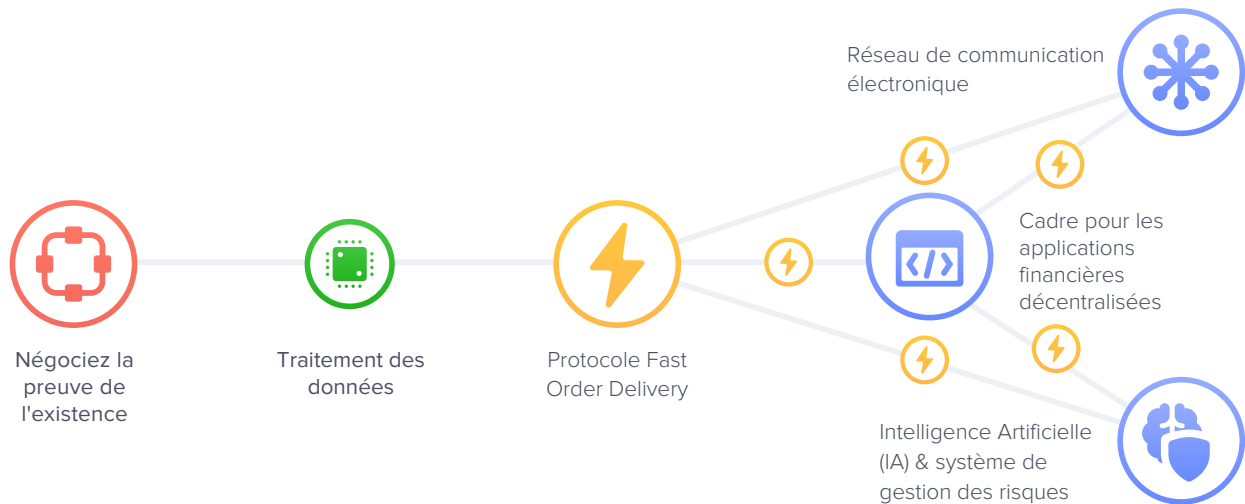 Réseau de communication
électronique
Cadre pour les
applications
financières
décentralisées
Négociez la
preuve de
l'existence
Traitement des
données
Protocole Fast
Order Delivery
Intelligence Artificielle
(IA) & système de
gestion des risques